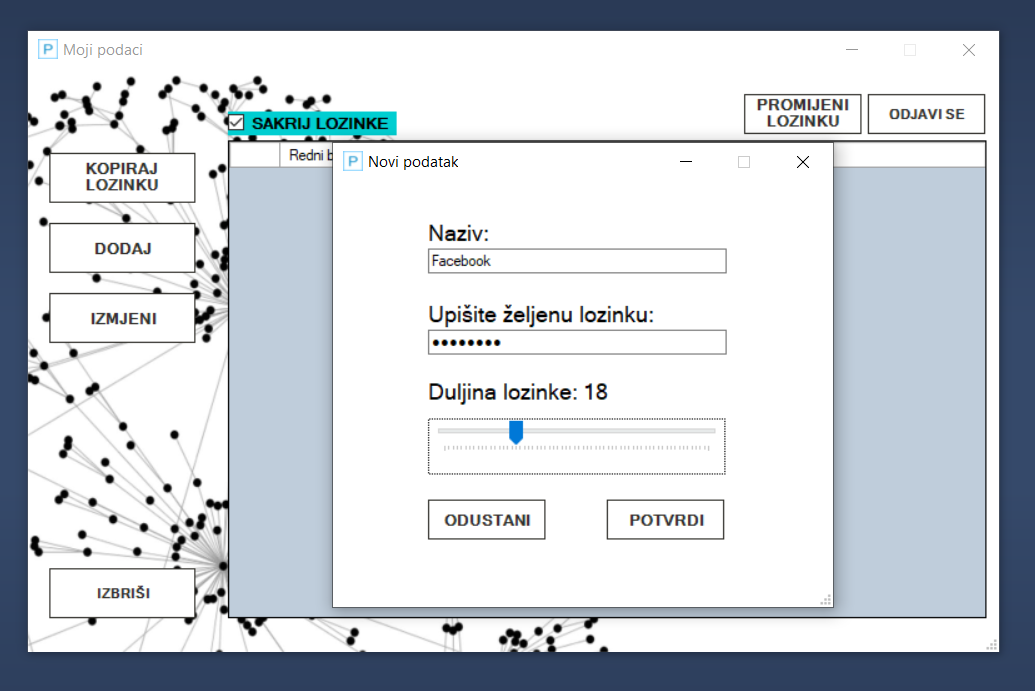 P Moji podaci
SAKRIJ LOZINKE
PROMIJENI
LOZINKU
ODJAVI SE
KOPIRAJ
LOZINKU
DODAJ
IZMJENI
IZBRIŠI
Redni b
P Novi podatak
Naziv:
Facebook
Upišite željenu lozinku:
●●●●●●●●
Duljina lozinke: 18
ODUSTANI
POTVRDI